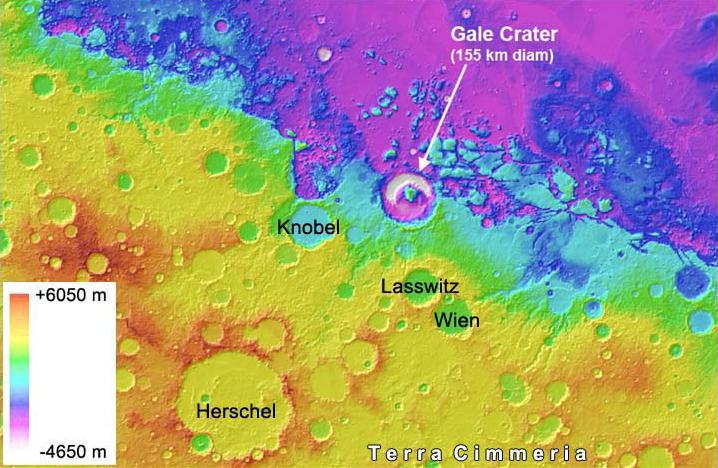 Gale Crater
(155 km diam)
Knobel
Lasswitz
Wien
+6050 m
-4650 m
Herschel
Terra Cimmeria